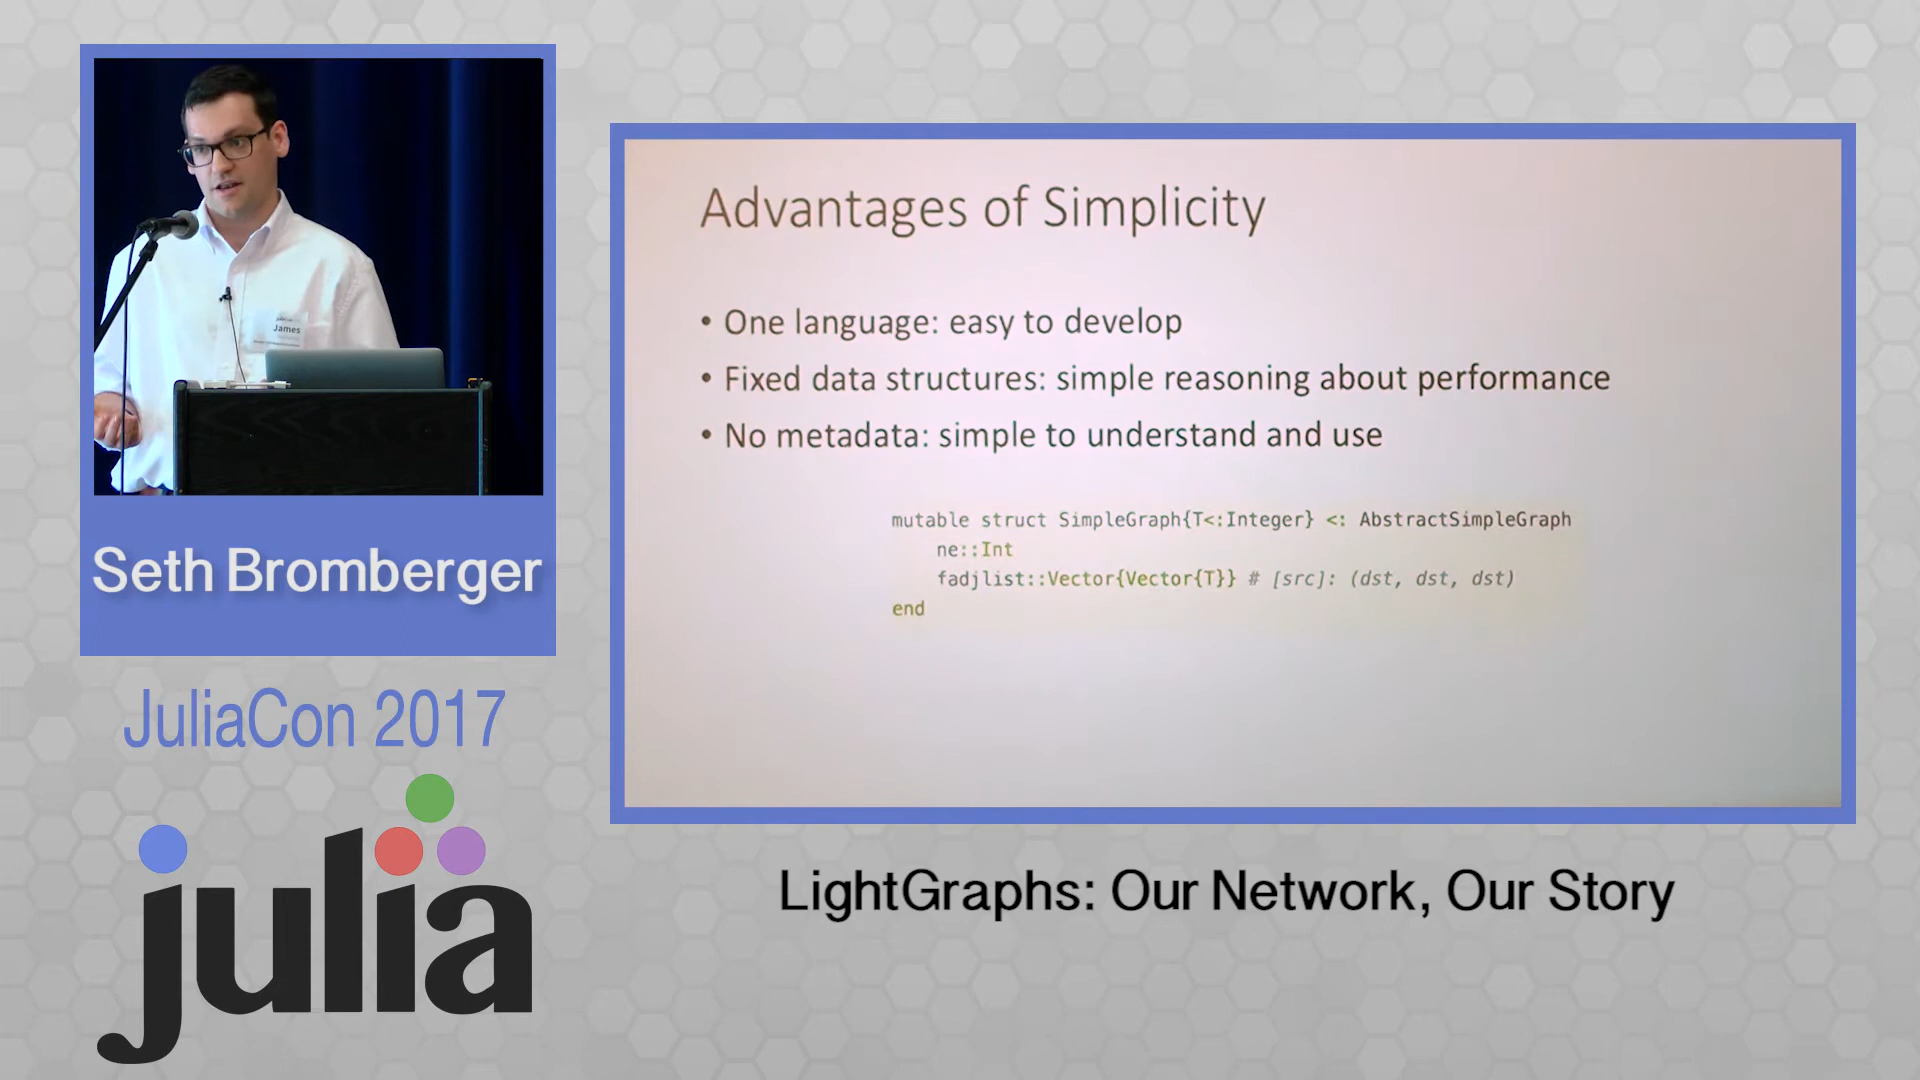 James
Seth Bromberger
JuliaCon 2017
julia
Advantages of Simplicity
• One language: easy to develop
• Fixed data structures: simple reasoning about performance
• No metadata: simple to understand and use
mutable struct SimpleGraph{T<:Integer} <: AbstractSimpleGraph
ne::Int
fadjlist::Vector{Vector{T}} # [src]: (dst, dst, dst)
end
LightGraphs: Our Network, Our Story